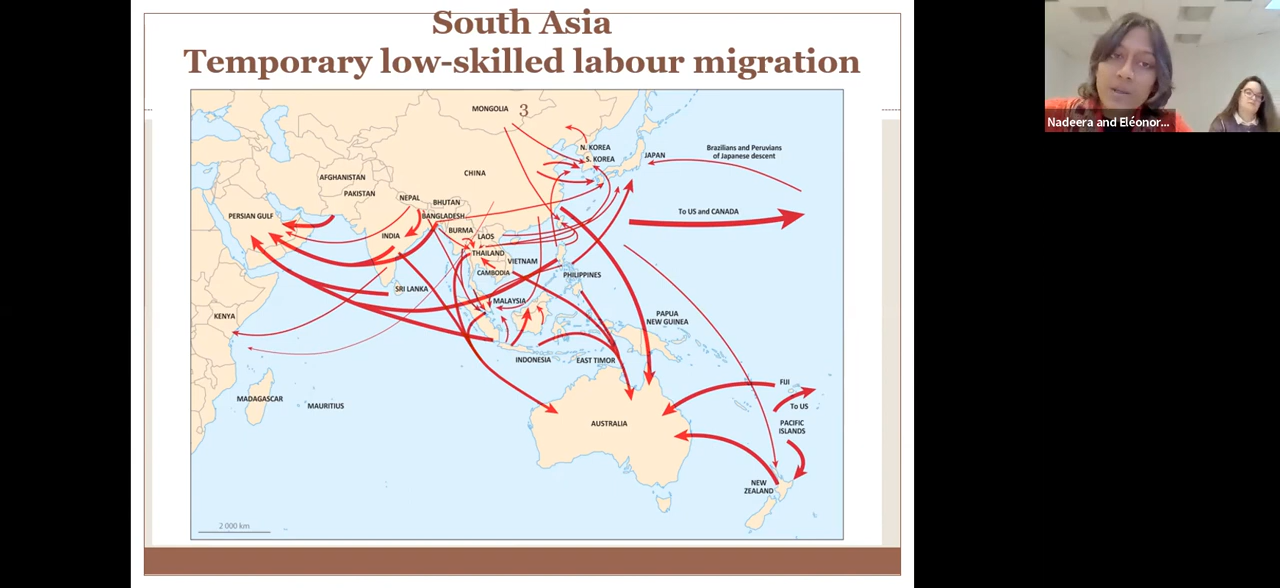 South Asia
Temporary low-skilled labour migration
3
MONGOLIA
N. KOREA
S. KOREA
JAPAN
Brazilians and Peruvians
of Japanese descent
CHINA
AFGHANISTAN
PAKISTAN
NEPAL
BHUTAN
BANGLADESH
PERSIAN GULF
INDIA
BURMA
LAOS
To US and CANADA
THAILAND
VIETNAM
CAMBODIA
PHILIPPINES
SRI LANKA
MALAYSIA
KENYA
PAPUA
NEW GUINEA
INDONESIA
EAST TIMOR
FIJI
To US
MADAGASCAR
MAURITIUS
AUSTRALIA
PACIFIC
ISLANDS
NEW
ZEALAND
2 000 km
Nadeera and Eléonor...